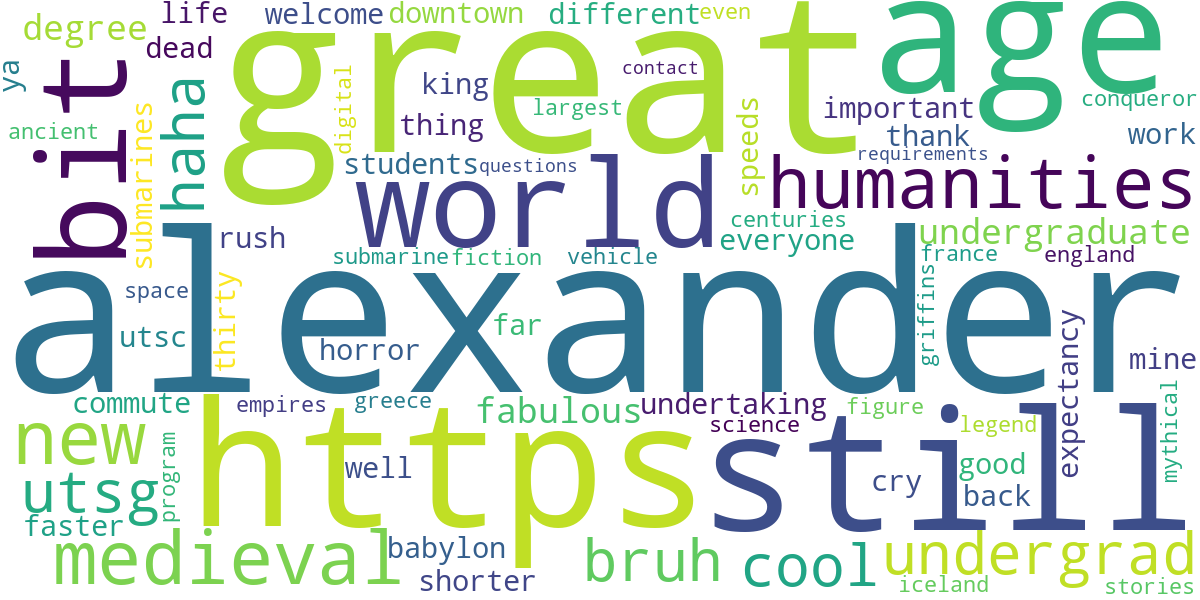 life
welcome
downtown
different
even
great
age
degree
dead
ya
bit
haha
digital
king
contact
largest
thing
speeds
important
conqueror
thank
work
ancient
submarines
students
questions
requirements
world
humanities
centuries
everyone
undergraduate
rush
submarine
fiction
vehicle
france
england
alexander
space
thirty
utsc
far
horror
griffins
expectancy
mine
commute
empires
greece
fabulous
undertaking
science
figure
legend
mythical
new
https
still
program
well
cry
good
back
utsg
faster
medieval
babylon
shorter
bruh
cool
undergrad
iceland
stories